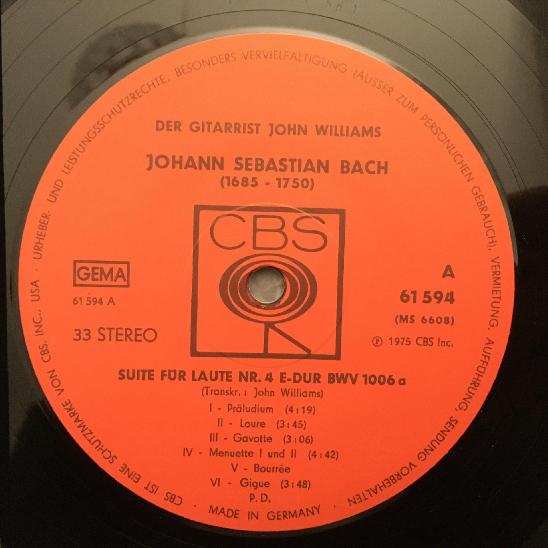 URHEBER- UND LEISTUNGSSCHUTZRECHTE, BESONDERS VERVIELFÄLTIGUNG (AUSSER ZUM PERSÖNLICHEN GEBRAUCH), VERMIETUNG, AUFFÜHRUNG, SENDUNG VORBEHALTEN
DER GITARRIST JOHN WILLIAMS
JOHANN SEBASTIAN BACH
(1685 - 1750)
CBS
GEMA
61 594 A
33 STEREO
A
61 594
(MS 6608)
Ⓟ 1975 CBS Inc.
SUITE FÜR LAUTE NR. 4 E-DUR BWV 1006 a
(Transkr.: John Williams)
I - Präludium (4:19)
II - Loure (3:45)
III - Gavotte (3:06)
IV - Menuette I und II (4:42)
V - Bourrée
VI - Gigue (3:48)
P.D.
CBS IST EINE SCHUTZMARKE VON CBS, INC., USA ·
· MADE IN GERMANY ·